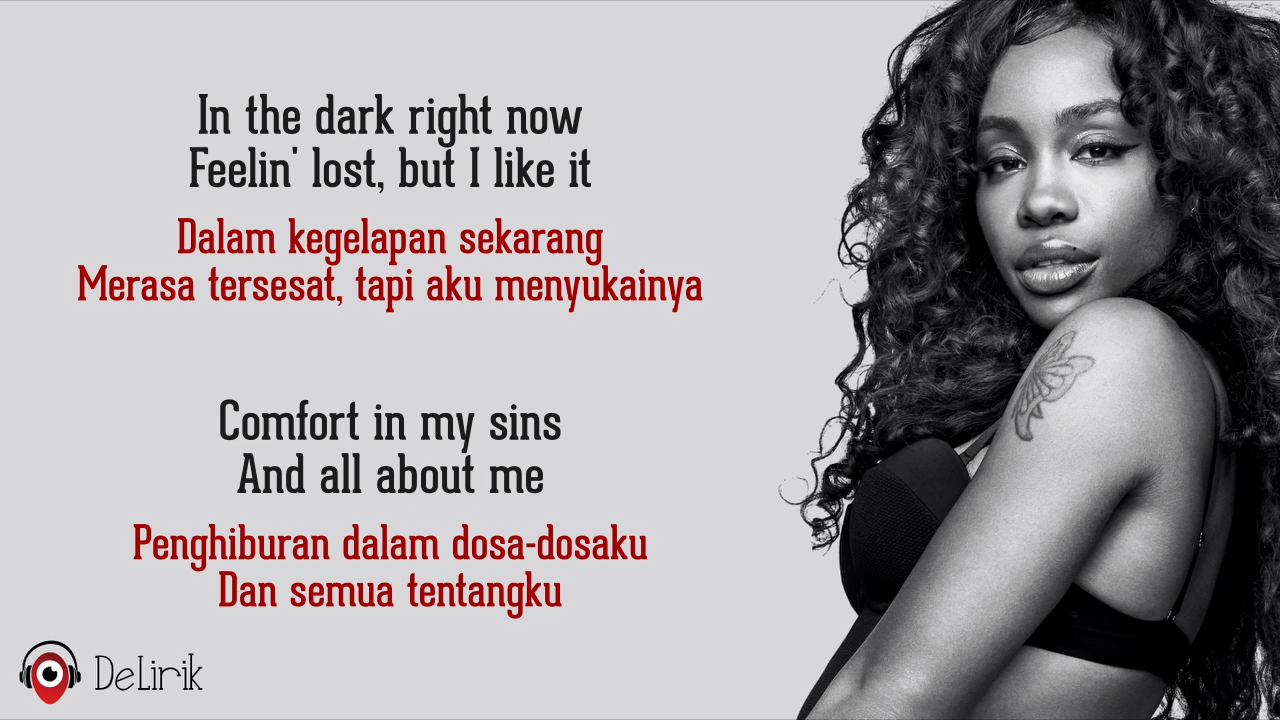 In the dark right now
Feelin' lost, but I like it
Dalam kegelapan sekarang
Merasa tersesat, tapi aku menyukainya
Comfort in my sins
And all about me
Penghiburan dalam dosa-dosaku
Dan semua tentangku
DeLirik